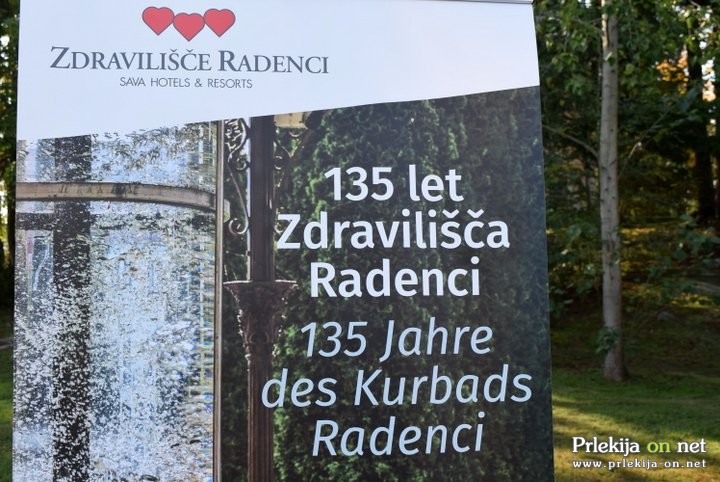 ZDRAVILIŠČE RADENCI
SAVA HOTELS & RESORTS
135 let
Zdravilišča
Radenci
135 Jahre
des Kurbads
Radenci
Prlekija on net
www.prlekija-on.net